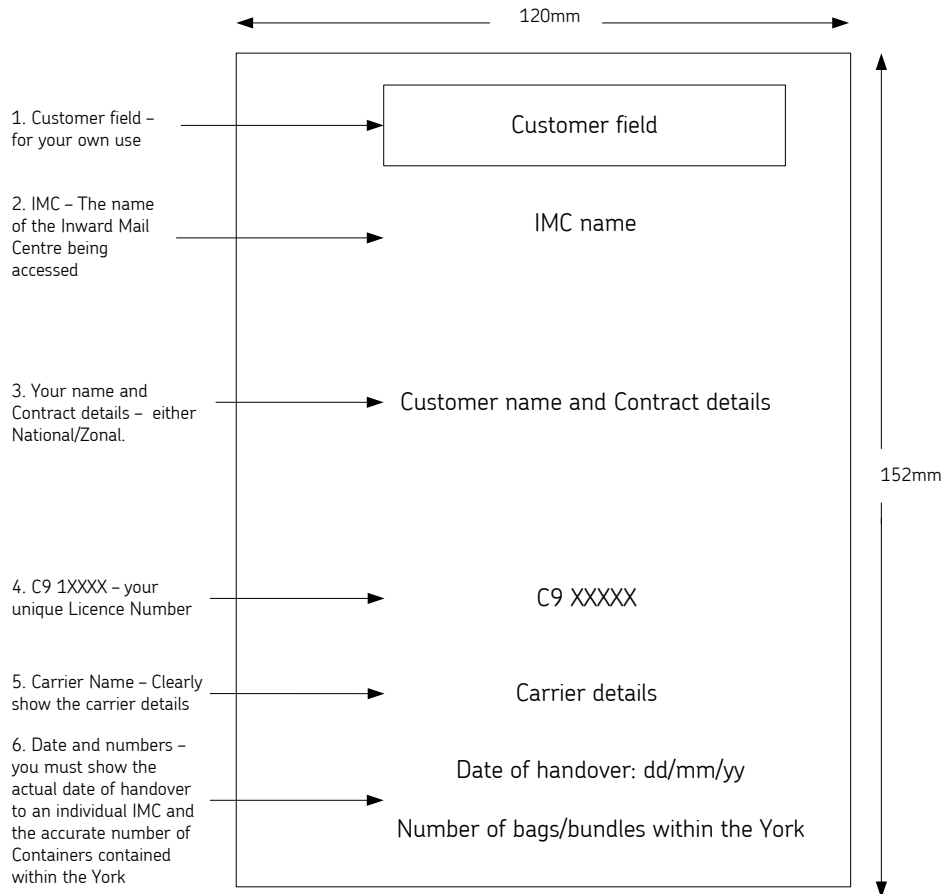 120mm
1. Customer field –
for your own use
Customer field
2. IMC – The name
of the Inward Mail
Centre being
accessed
IMC name
3. Your name and
Contract details –  either
National/Zonal.
Customer name and Contract details
152mm
4. C9 1XXXX – your
unique Licence Number
C9 XXXXX
5. Carrier Name – Clearly
show the carrier details
Carrier details
6. Date and numbers –
you must show the
actual date of handover
to an individual IMC and
the accurate number of
Containers contained
within the York
Date of handover: dd/mm/yy
Number of bags/bundles within the York